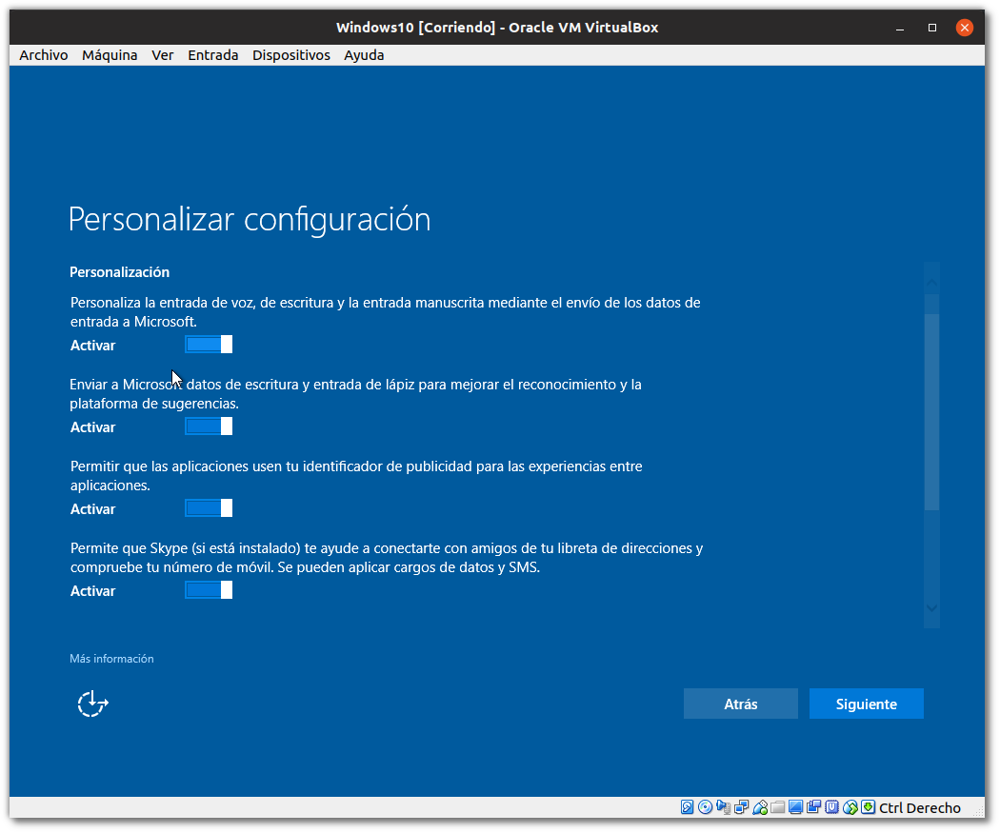 Windows10 [Corriendo] - Oracle VM VirtualBox
Archivo Máquina Ver Entrada Dispositivos Ayuda
Personalizar configuración
Personalización
Personaliza la entrada de voz, de escritura y la entrada manuscrita mediante el envío de los datos de
entrada a Microsoft.
Activar
Enviar a Microsoft datos de escritura y entrada de lápiz para mejorar el reconocimiento y la
plataforma de sugerencias.
Activar
Permitir que las aplicaciones usen tu identificador de publicidad para las experiencias entre
aplicaciones.
Activar
Permite que Skype (si está instalado) te ayude a conectarte con amigos de tu libreta de direcciones y
compruebe tu número de móvil. Se pueden aplicar cargos de datos y SMS.
Activar
Más información
Atrás Siguiente
Ctrl Derecho